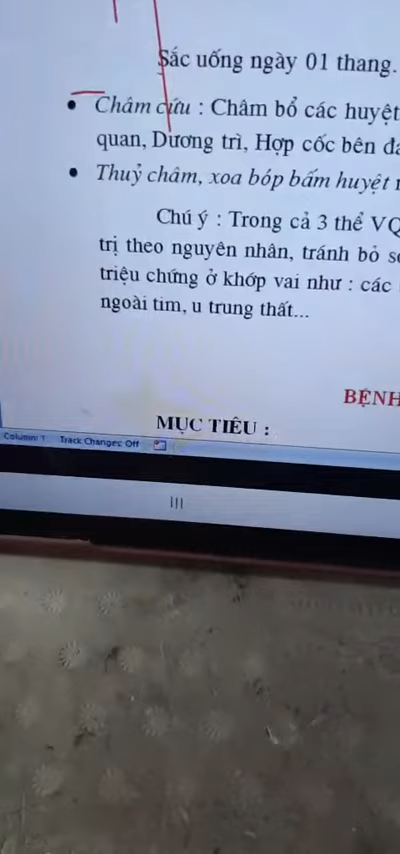 Sắc uống ngày 01 thang.
• Châm cứu : Châm bổ các huyệt
quan, Dương trì, Hợp cốc bên
• Thuỷ châm, xoa bóp bấm huyệt
Chú ý : Trong cả 3 thể VQ
trị theo nguyên nhân, tránh bỏ
triệu chứng ở khớp vai như : các
ngoài tim, u trung thất...
BỆNH
MỤC TIÊU :
Column: 1 Track Changes: Off